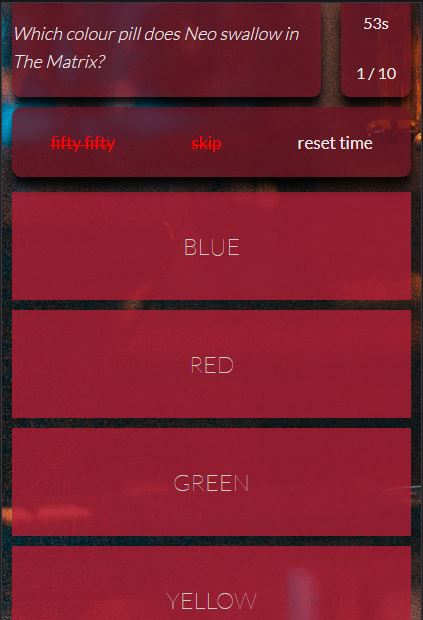 Which colour pill does Neo swallow in
The Matrix?
53s
1 / 10
fifty fifty
skip
reset time
BLUE
RED
GREEN
YELLOW